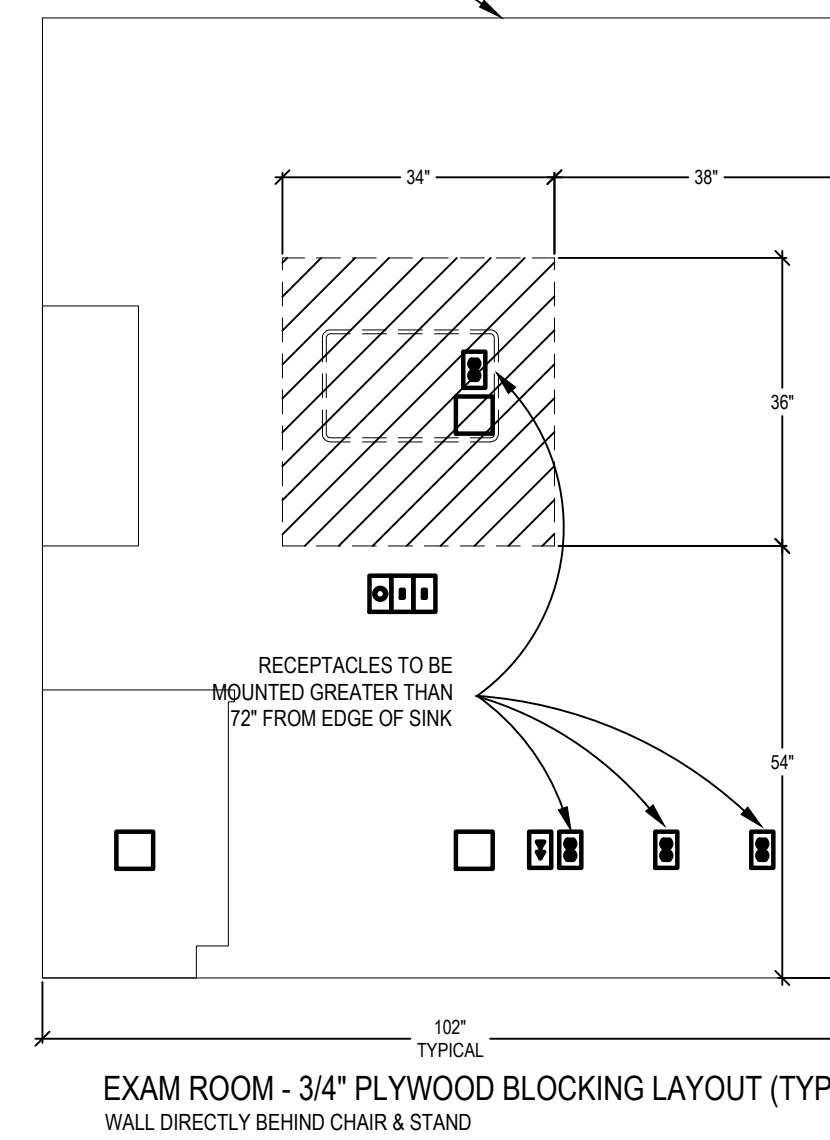 34"
38"
36"
RECEPTACLES TO BE
MOUNTED GREATER THAN
72" FROM EDGE OF SINK
54"
102"
TYPICAL
EXAM ROOM - 3/4" PLYWOOD BLOCKING LAYOUT (TYP
WALL DIRECTLY BEHIND CHAIR & STAND